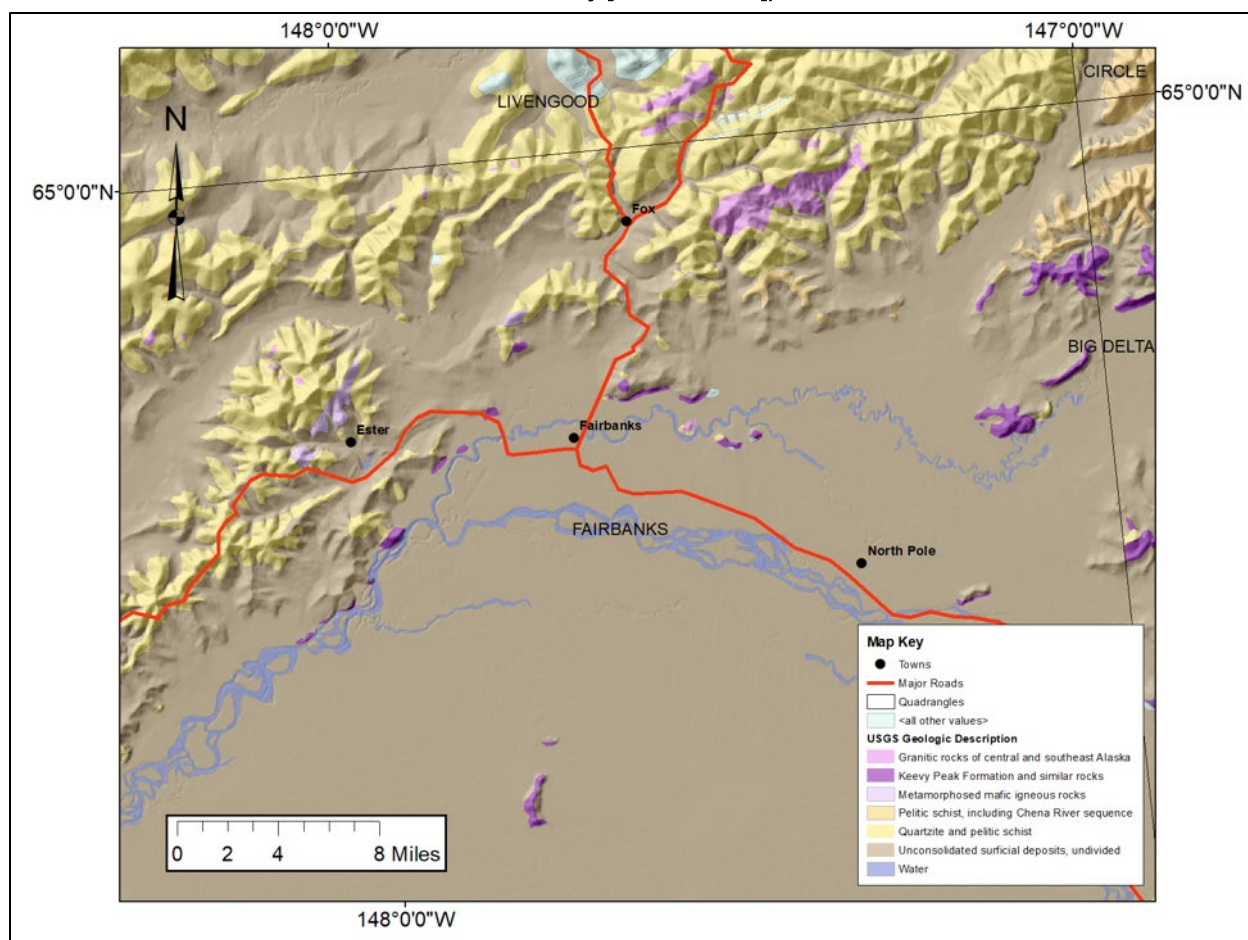 148°0'0"W
147°0'0"W
CIRCLE
LIVENGOOD
65°0'0"N
N
65°0'0"N
Fox
BIG DELTA
Ester
Fairbanks
FAIRBANKS
North Pole
Map Key
Towns
Major Roads
Quadrangles
<all other values>
USGS Geologic Description
Granitic rocks of central and southeast Alaska
Keevy Peak Formation and similar rocks
Metamorphosed mafic igneous rocks
Pelitic schist, including Chena River sequence
Quartzite and pelitic schist
Unconsolidated surficial deposits, undivided
Water
0 2 4 8 Miles
148°0'0"W